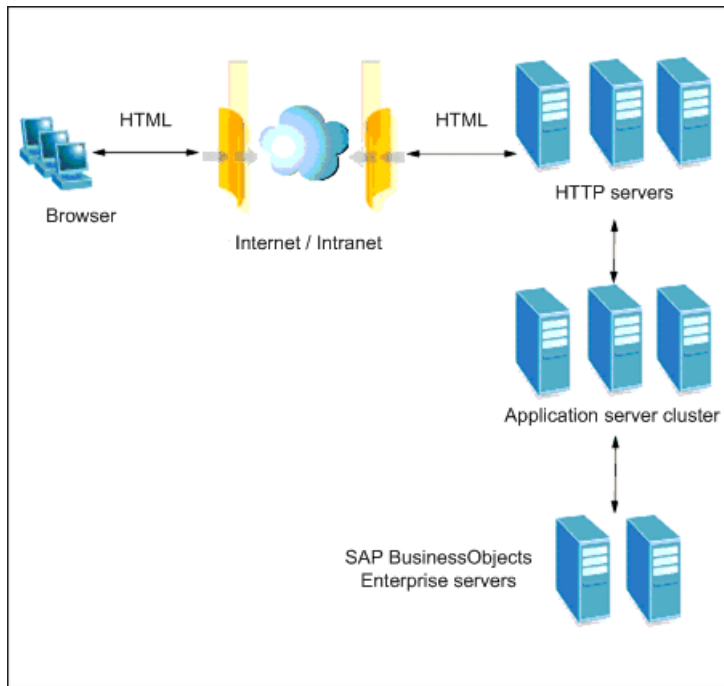 HTML
HTML
Browser
Internet / Intranet
HTTP servers
Application server cluster
SAP BusinessObjects
Enterprise servers